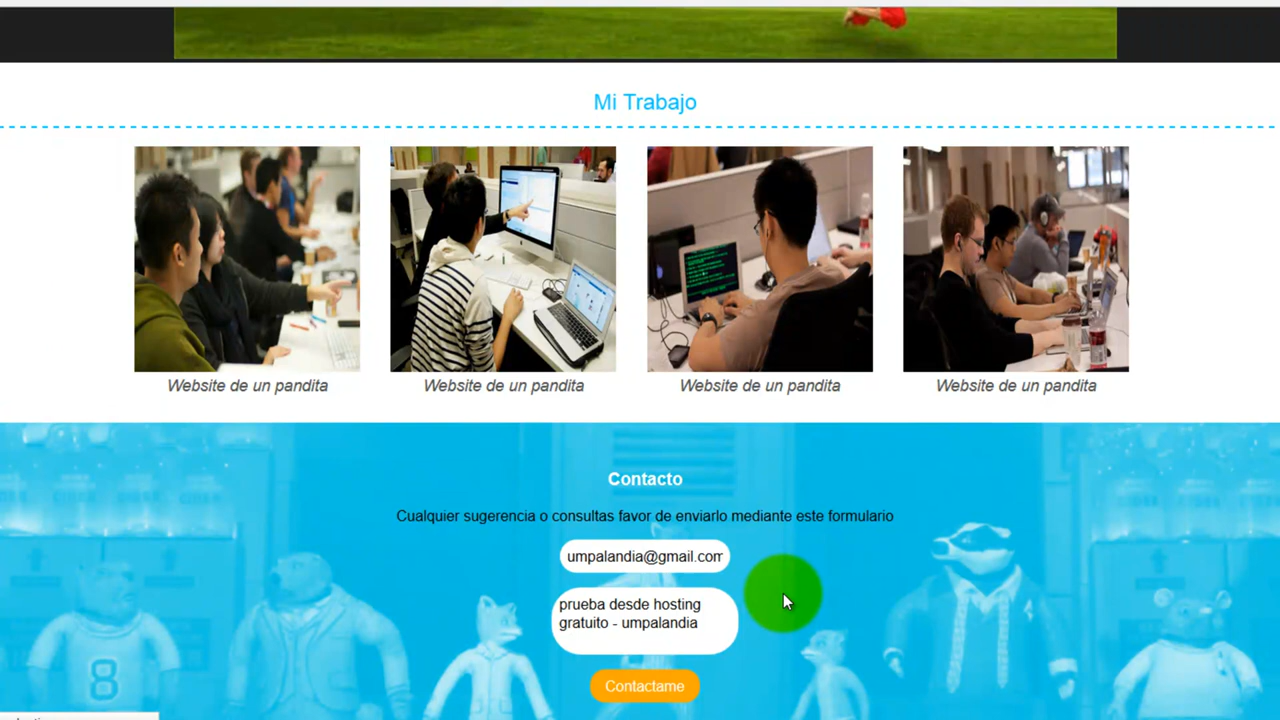 Mi Trabajo
Website de un pandita
Website de un pandita
Website de un pandita
Website de un pandita
Contacto
Cualquier sugerencia o consultas favor de enviarlo mediante este formulario
umpalandia@gmail.com
prueba desde hosting
gratuito - umpalandia
Contactame
8